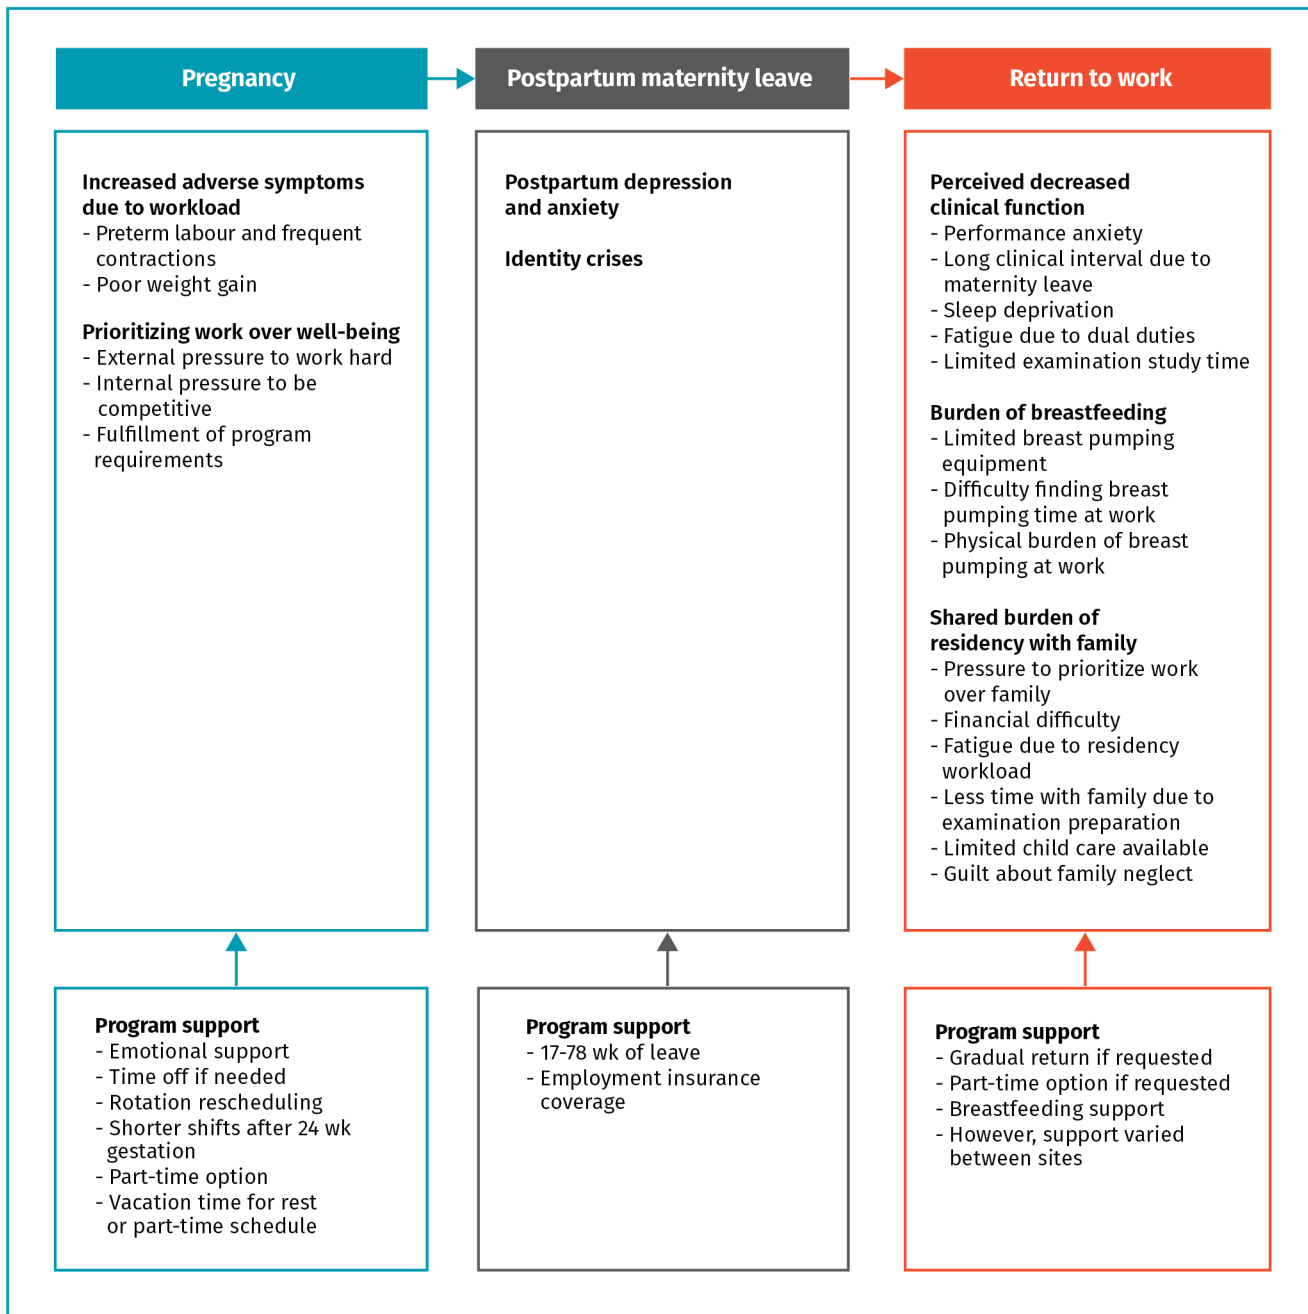 Pregnancy
Increased adverse symptoms
due to workload
- Preterm labour and frequent
contractions
- Poor weight gain
Prioritizing work over well-being
- External pressure to work hard
- Internal pressure to be
competitive
- Fulfillment of program
requirements
Program support
- Emotional support
- Time off if needed
- Rotation rescheduling
- Shorter shifts after 24 wk
gestation
- Part-time option
- Vacation time for rest
or part-time schedule
Postpartum maternity leave
Postpartum depression
and anxiety
Identity crises
Program support
- 17-78 wk of leave
- Employment insurance
coverage
Return to work
Perceived decreased
clinical function
- Performance anxiety
- Long clinical interval due to
maternity leave
- Sleep deprivation
- Fatigue due to dual duties
- Limited examination study time
Burden of breastfeeding
- Limited breast pumping
equipment
- Difficulty finding breast
pumping time at work
- Physical burden of breast
pumping at work
Shared burden of
residency with family
- Pressure to prioritize work
over family
- Financial difficulty
- Fatigue due to residency
workload
- Less time with family due to
examination preparation
- Limited child care available
- Guilt about family neglect
Program support
- Gradual return if requested
- Part-time option if requested
- Breastfeeding support
- However, support varied
between sites